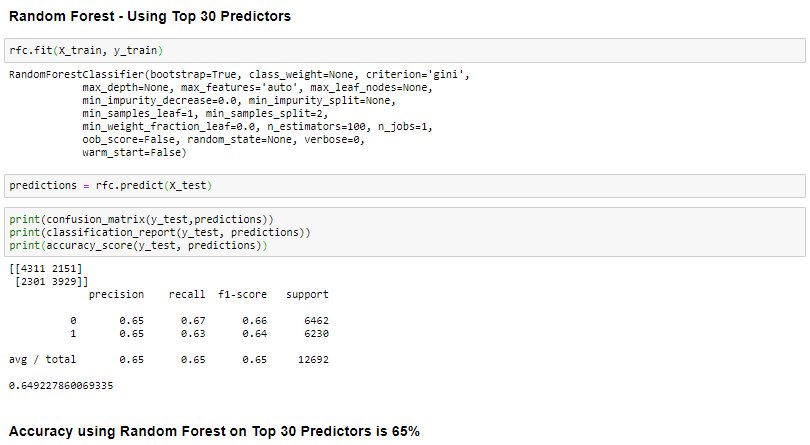 Random Forest - Using Top 30 Predictors
rfc.fit(X_train, y_train)
RandomForestClassifier(bootstrap=True, class_weight=None, criterion='gini',
max_depth=None, max_features='auto', max_leaf_nodes=None,
min_impurity_decrease=0.0, min_impurity_split=None,
min_samples_leaf=1, min_samples_split=2,
min_weight_fraction_leaf=0.0, n_estimators=100, n_jobs=1,
oob_score=False, random_state=None, verbose=0,
warm_start=False)
predictions = rfc.predict(X_test)
print(confusion_matrix(y_test,predictions))
print(classification_report(y_test, predictions))
print(accuracy_score(y_test, predictions))
[[4311 2151]
[2301 3929]]
precision recall f1-score support
0 0.65 0.67 0.66 6462
1 0.65 0.63 0.64 6230
avg / total 0.65 0.65 0.65 12692
0.649227860069335
Accuracy using Random Forest on Top 30 Predictors is 65%